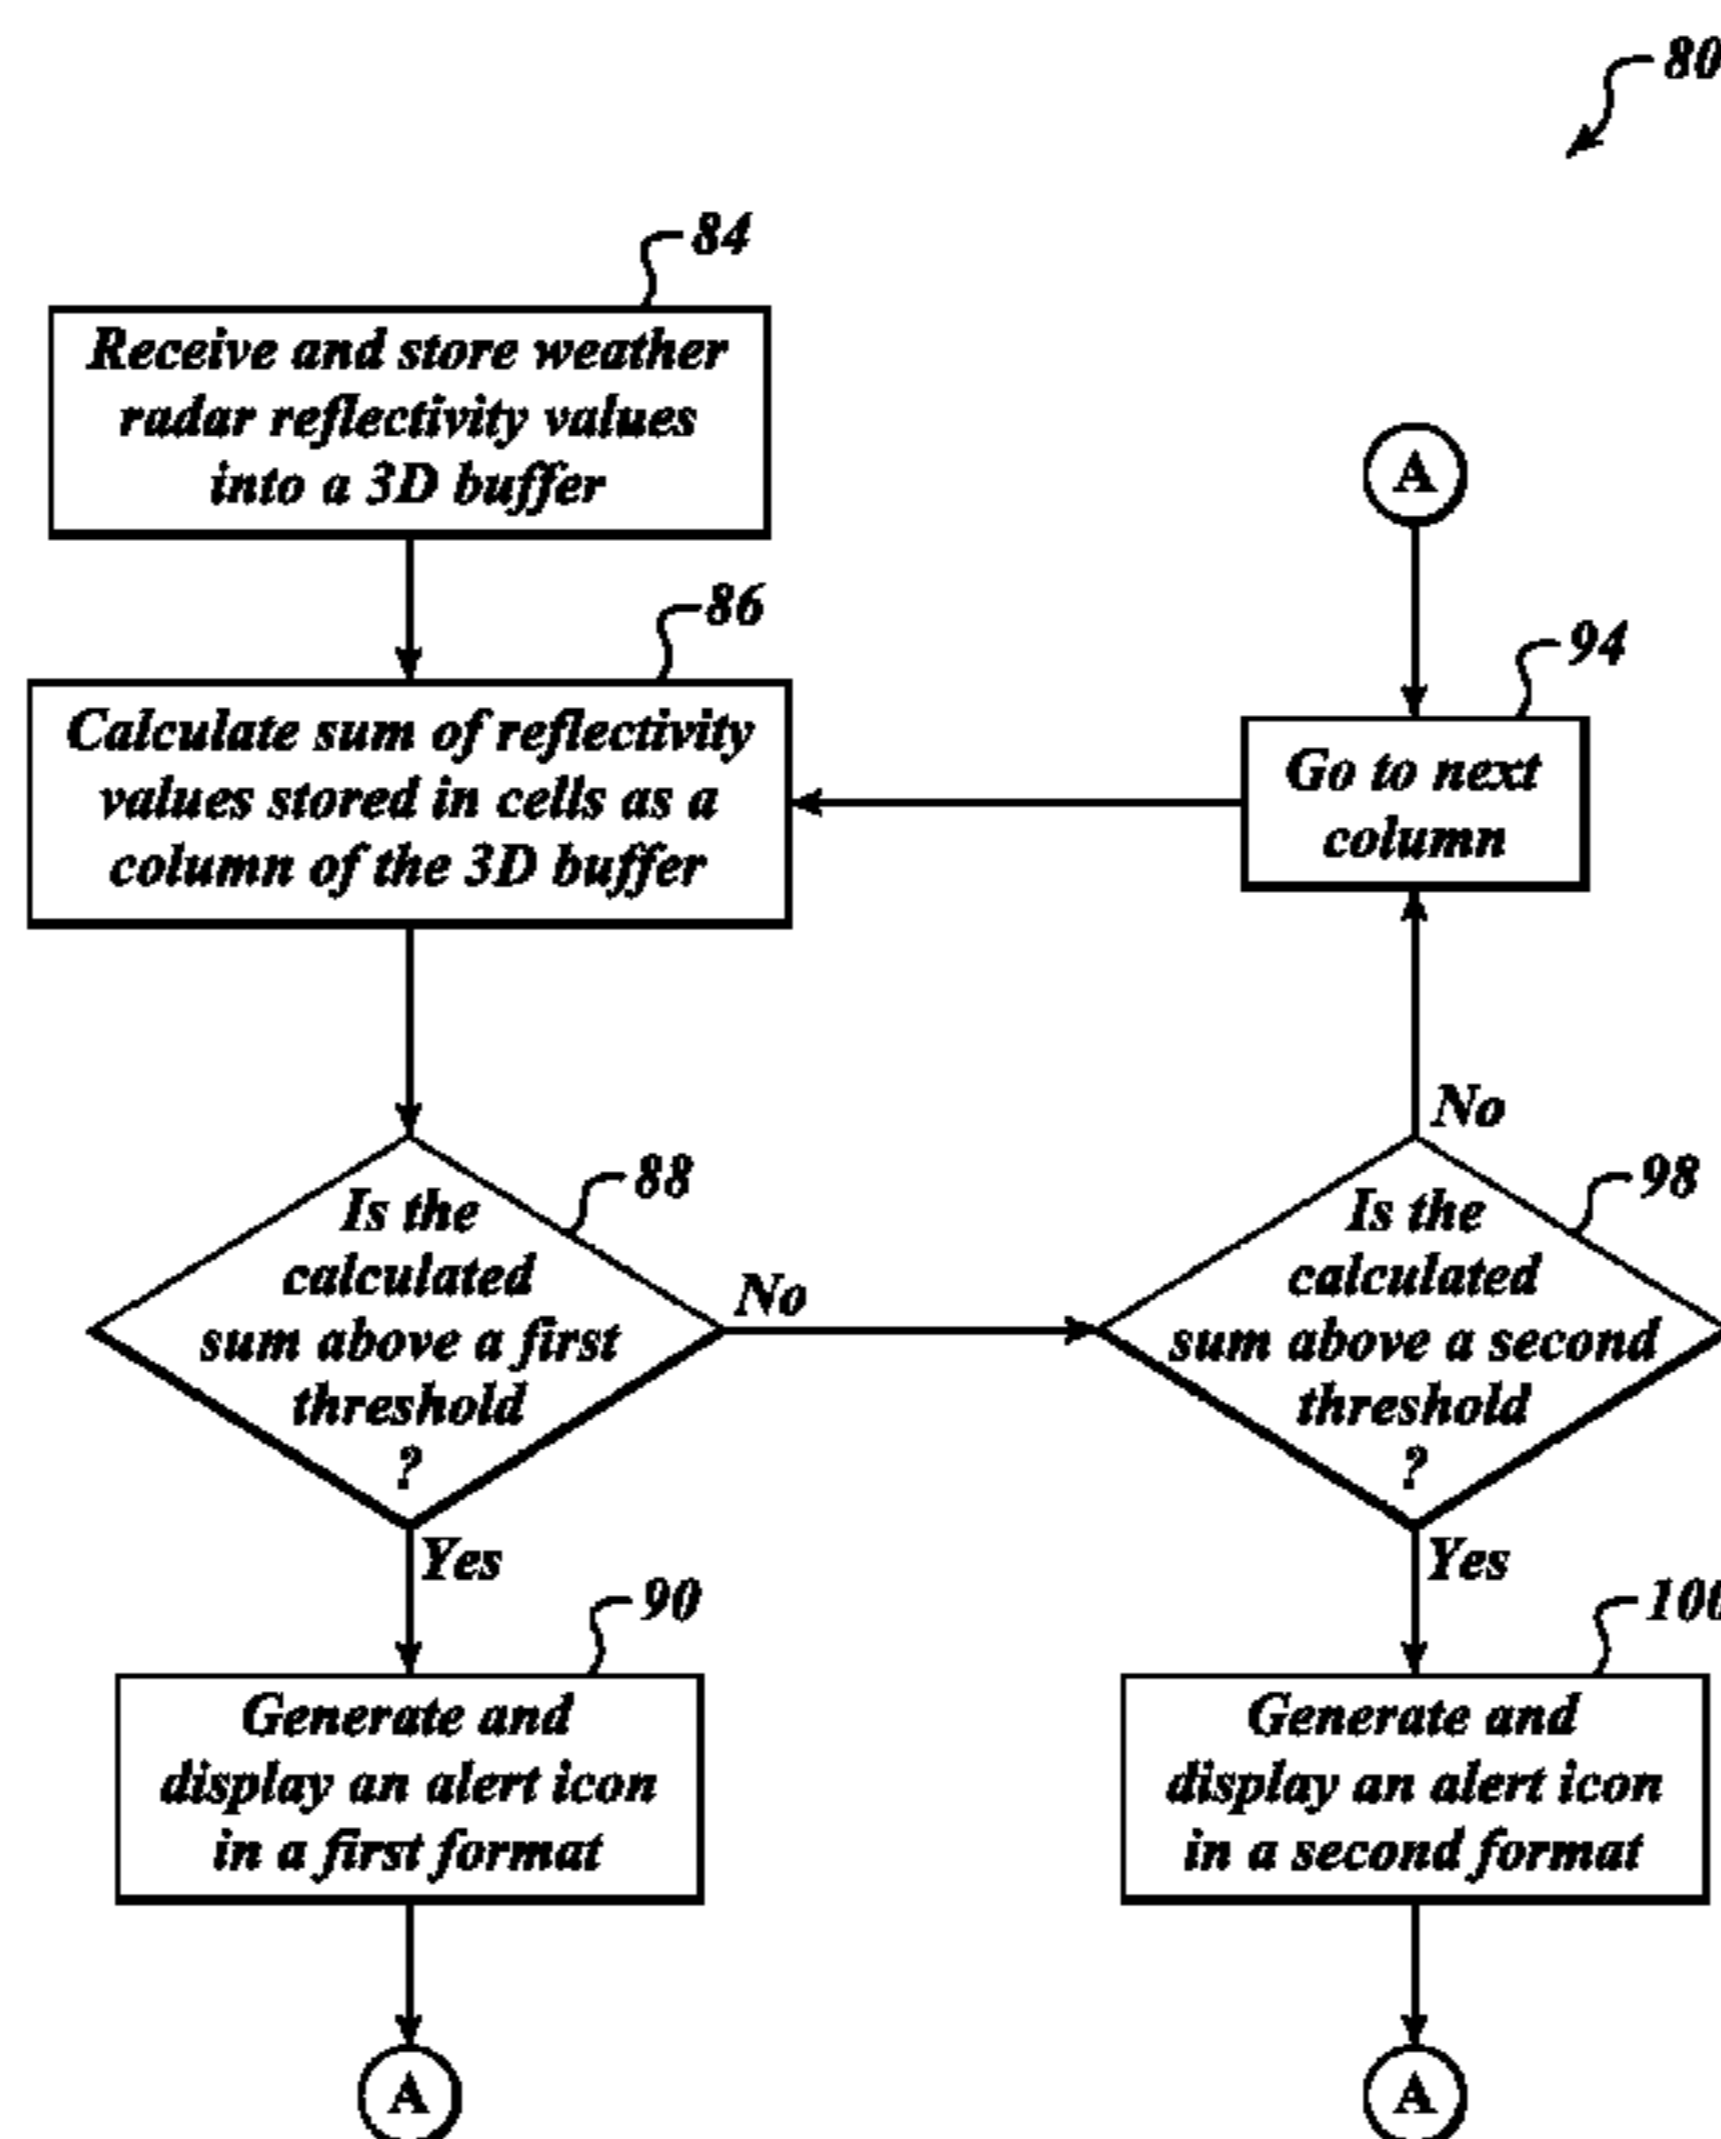 80
84
Receive and store weather
radar reflectivity values
into a 3D buffer
86
Calculate sum of reflectivity
values stored in cells as a
column of the 3D buffer
A
94
Go to next
column
88
Is the
calculated
sum above a first
threshold
?
No
Yes
98
Is the
calculated
sum above a second
threshold
?
No
Yes
90
Generate and
display an alert icon
in a first format
A
100
Generate and
display an alert icon
in a second format
A